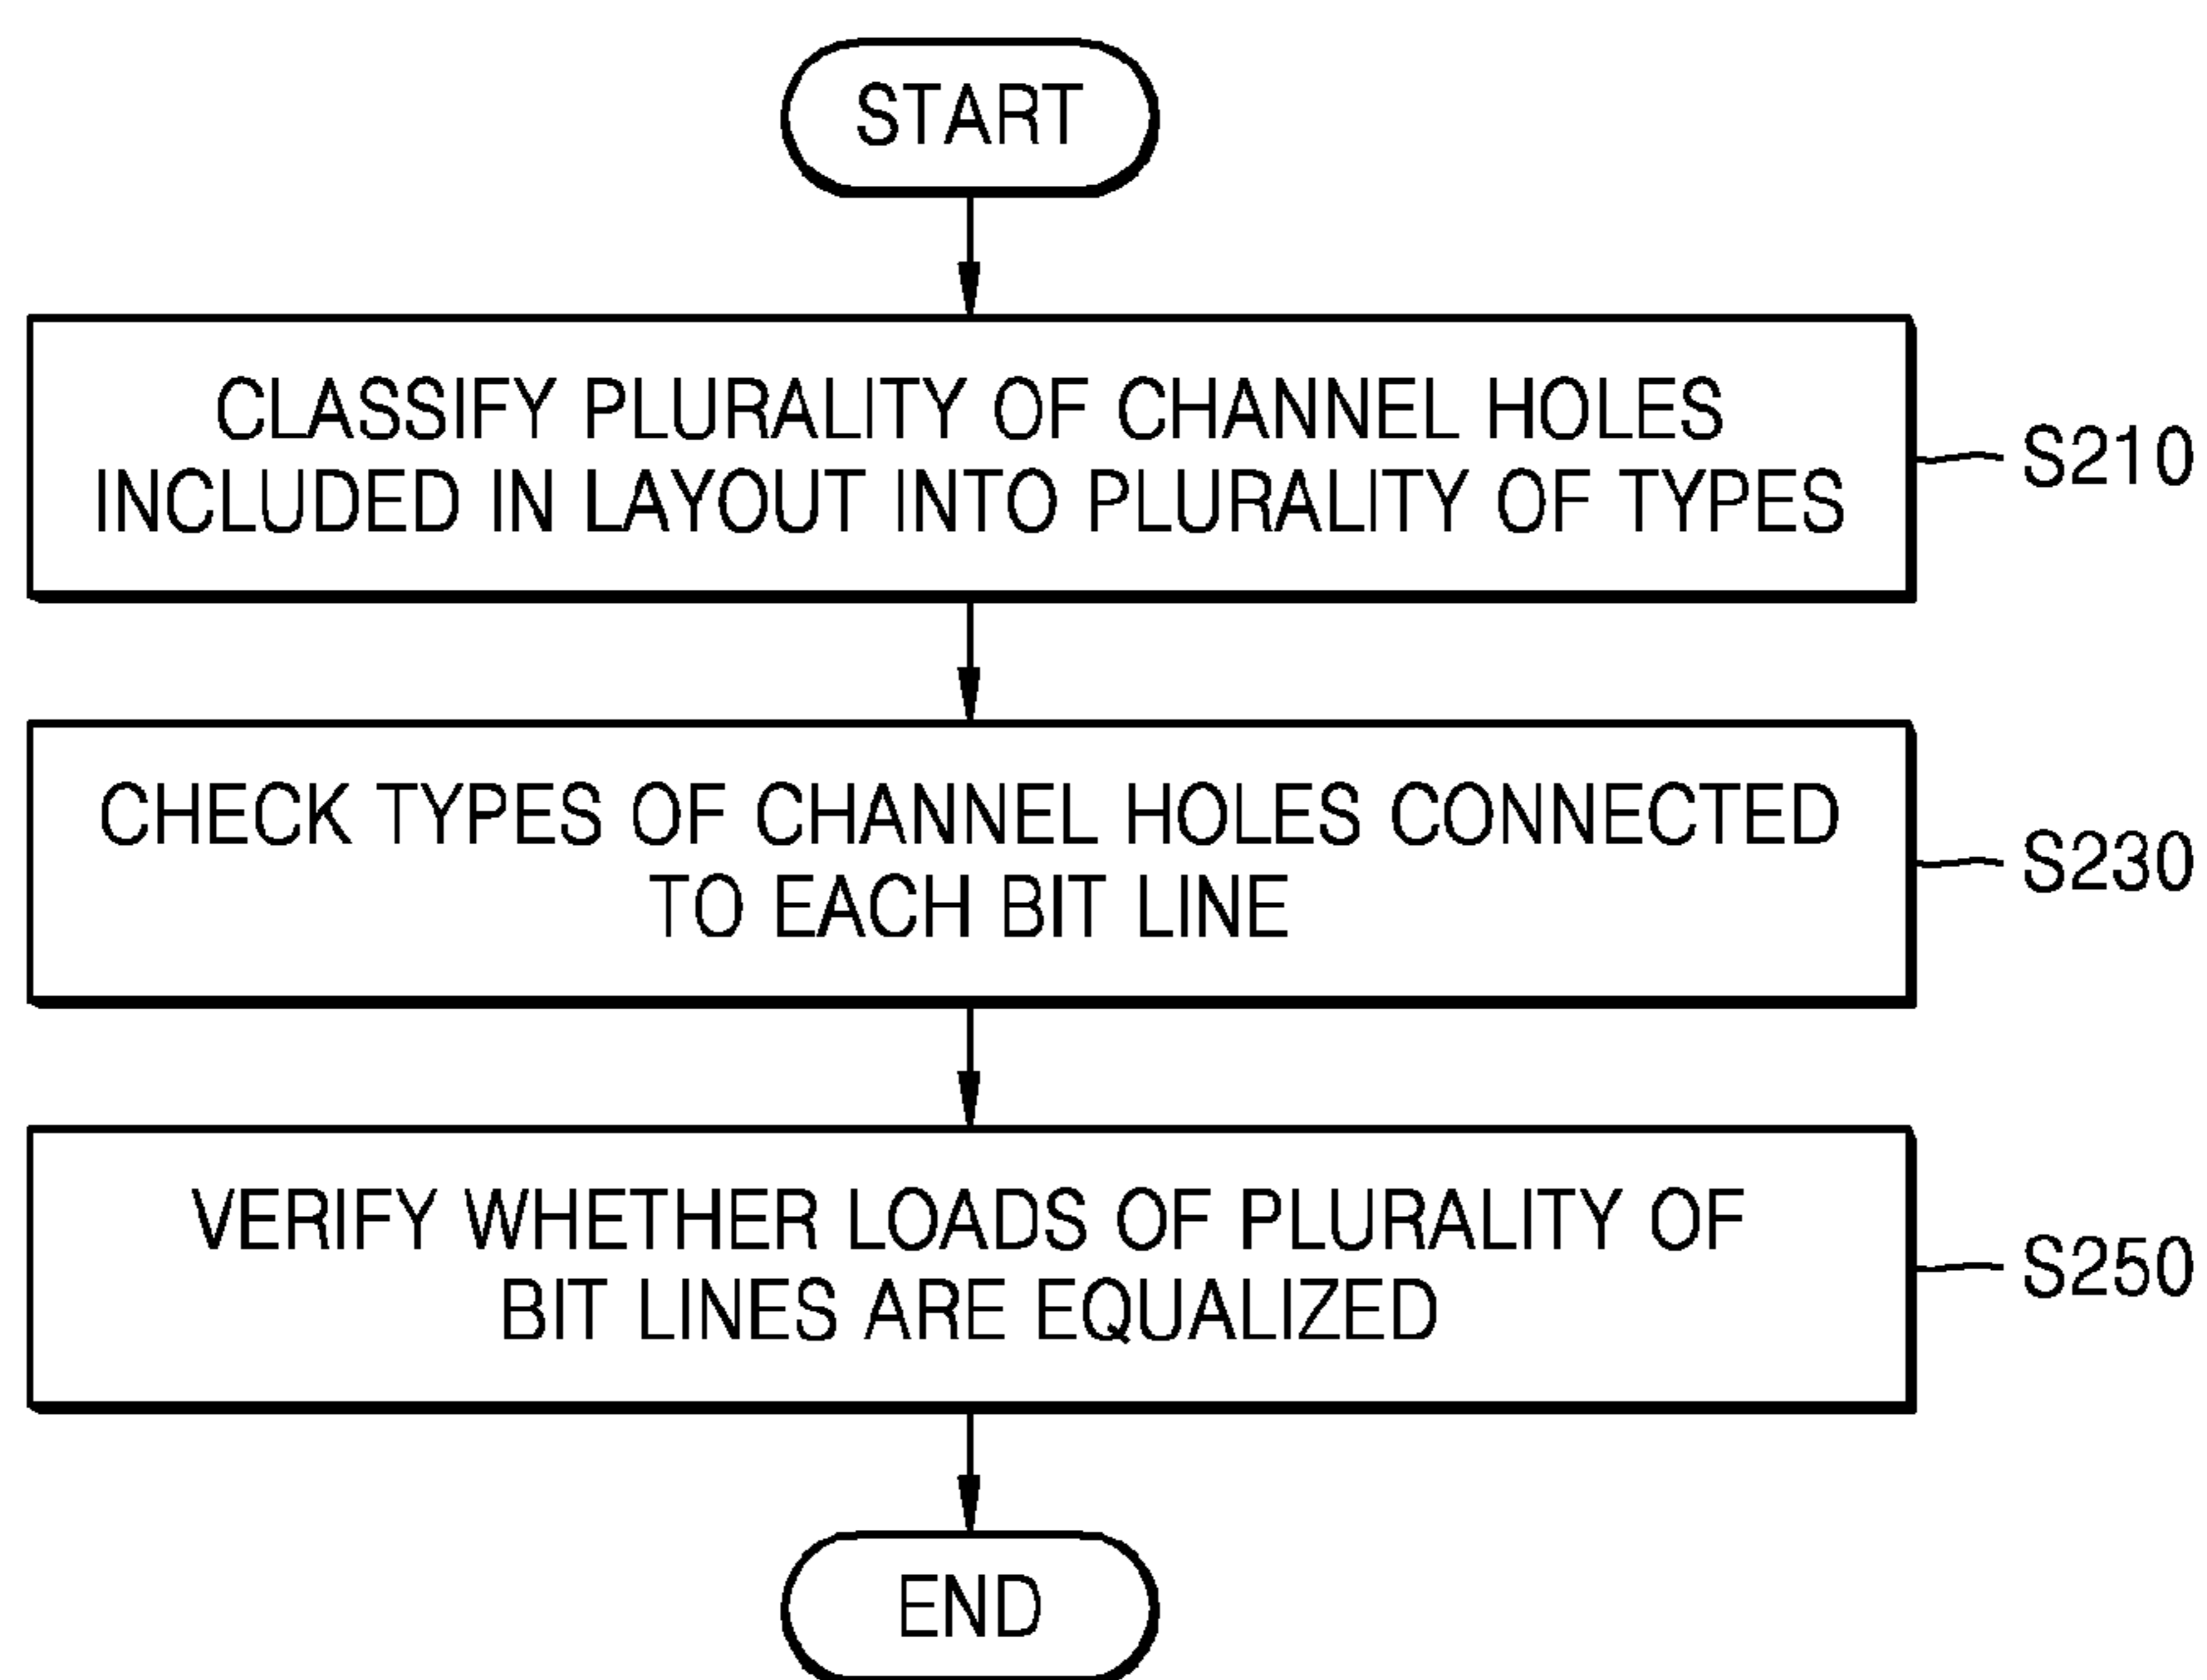 START
CLASSIFY PLURALITY OF CHANNEL HOLES
INCLUDED IN LAYOUT INTO PLURALITY OF TYPES
S210
CHECK TYPES OF CHANNEL HOLES CONNECTED
TO EACH BIT LINE
S230
VERIFY WHETHER LOADS OF PLURALITY OF
BIT LINES ARE EQUALIZED
S250
END